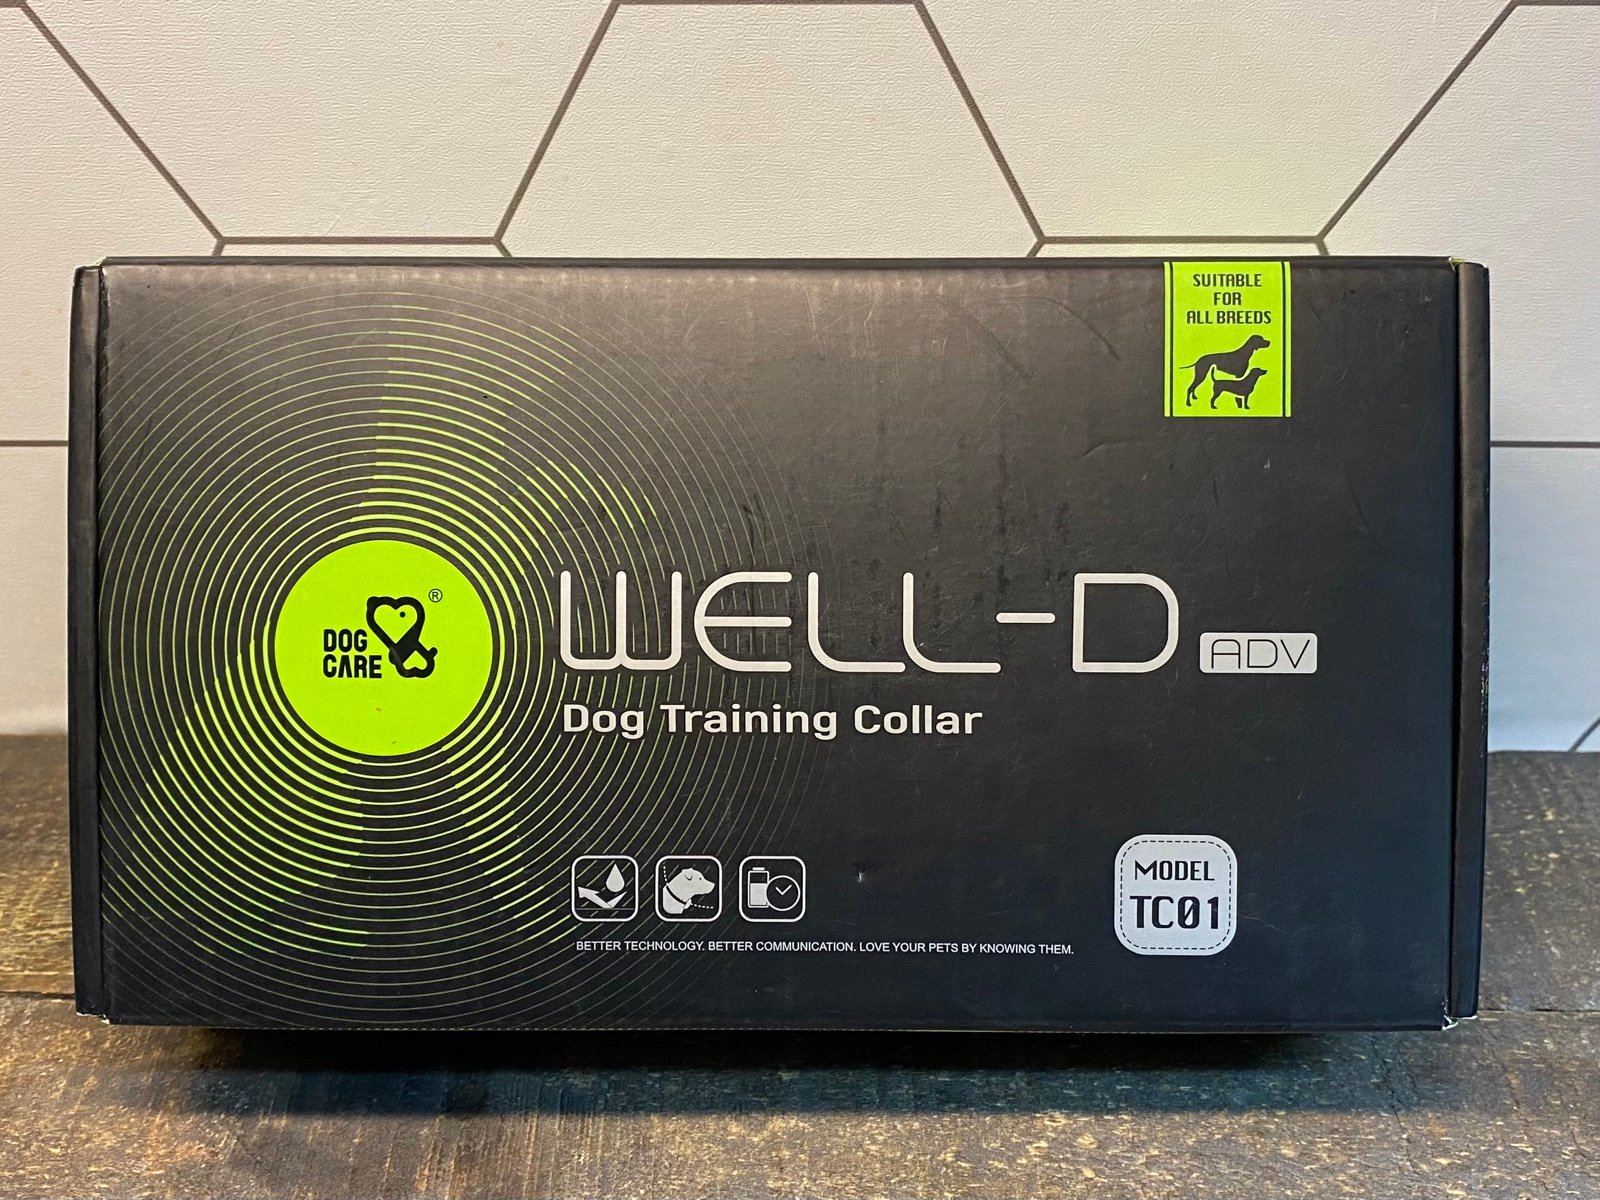 SUITABLE
FOR
ALL BREEDS
DOG
CARE
®
WELL-D ADV
Dog Training Collar
MODEL
TC01
BETTER TECHNOLOGY. BETTER COMMUNICATION. LOVE YOUR PETS BY KNOWING THEM.